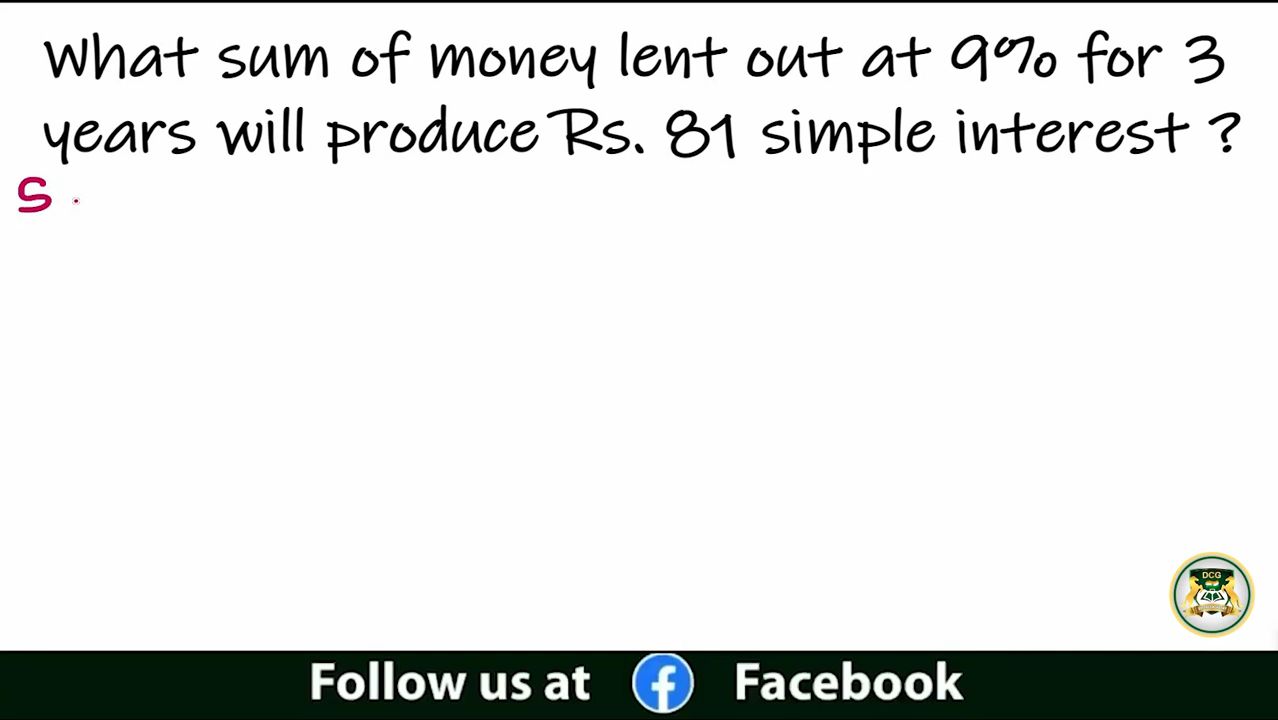 What sum of money lent out at 9% for 3
years will produce Rs. 81 simple interest ?
S
DCG
Follow us at Facebook